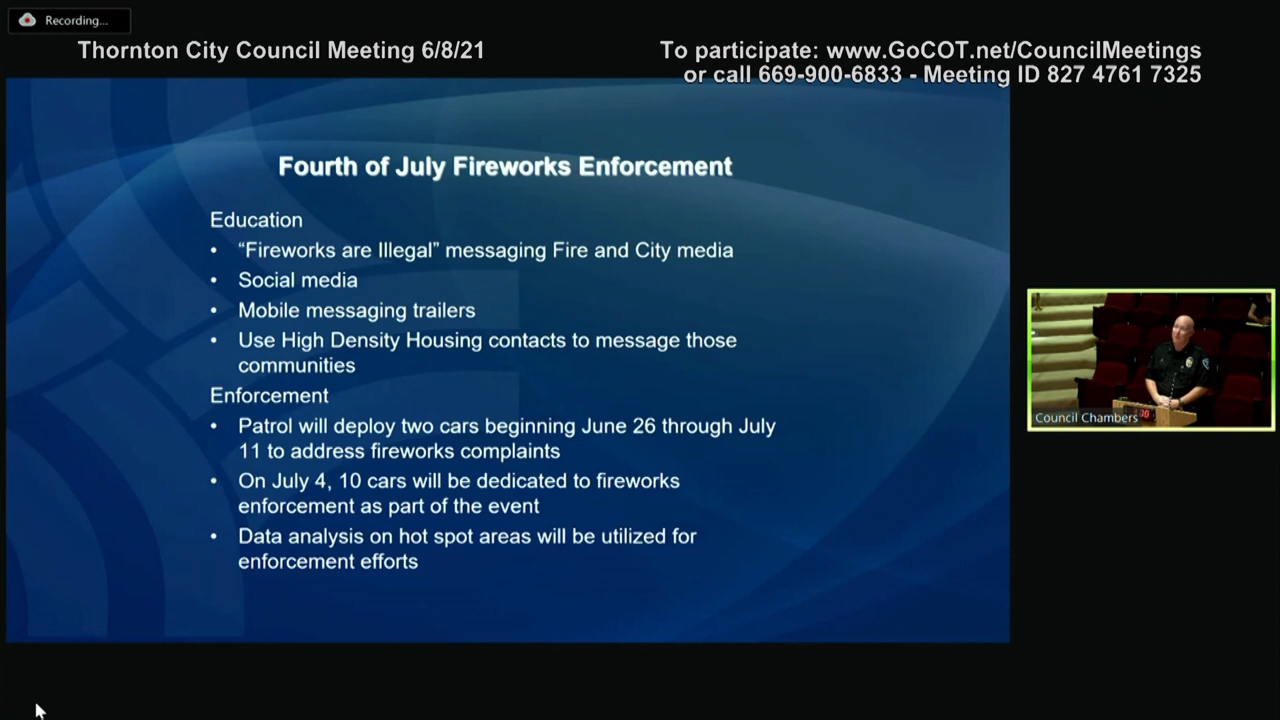 Recording...
Thornton City Council Meeting 6/8/21
To participate: www.GoCOT.net/CouncilMeetings
or call 669-900-6833 - Meeting ID 827 4761 7325
Fourth of July Fireworks Enforcement
Education
• “Fireworks are Illegal” messaging Fire and City media
• Social media
• Mobile messaging trailers
• Use High Density Housing contacts to message those
communities
Enforcement
• Patrol will deploy two cars beginning June 26 through July
11 to address fireworks complaints
• On July 4, 10 cars will be dedicated to fireworks
enforcement as part of the event
• Data analysis on hot spot areas will be utilized for
enforcement efforts
Council Chambers